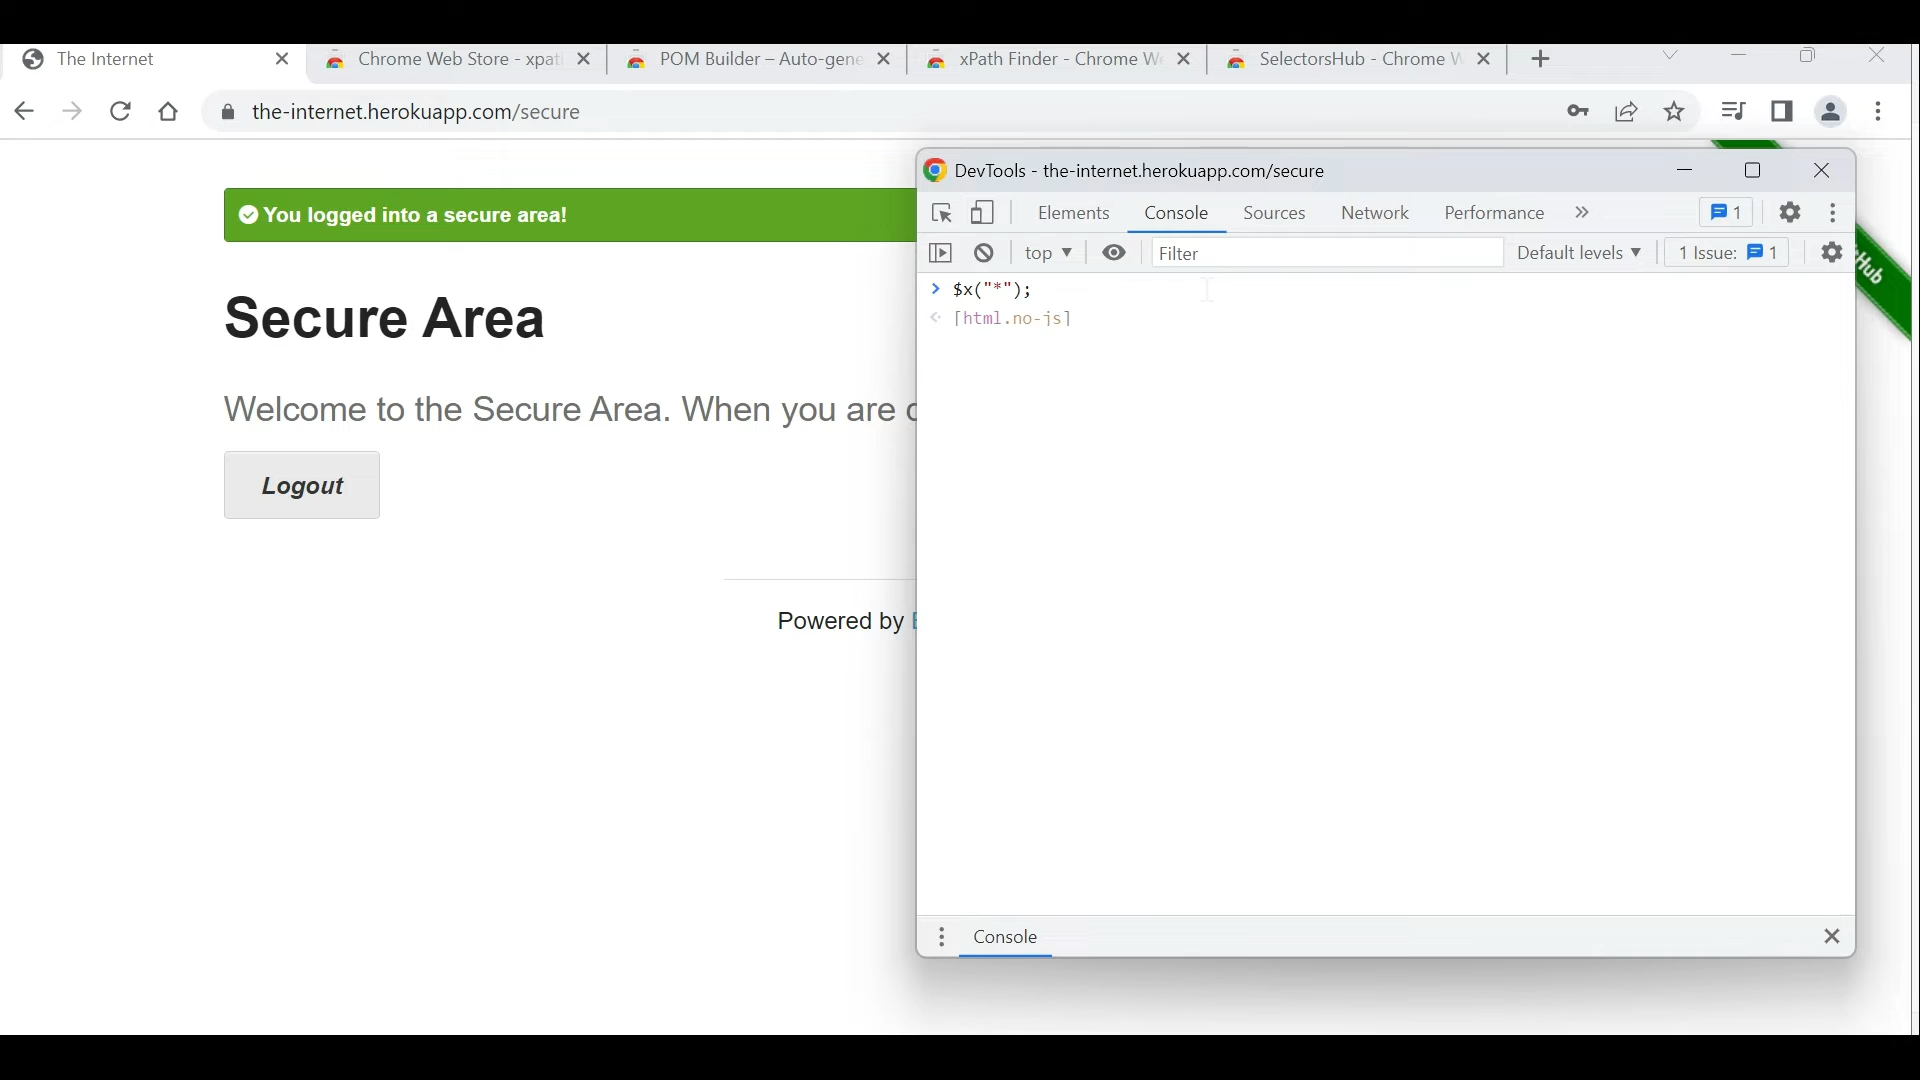 The Internet
Chrome Web Store - xpat
POM Builder – Auto-gene
xPath Finder - Chrome We
SelectorsHub - Chrome W
the-internet.herokuapp.com/secure
DevTools - the-internet.herokuapp.com/secure
Elements Console Sources Network Performance » 1
top Filter Default levels 1 Issue: 1
> $x("*");
[html.no-js]
You logged into a secure area!
Secure Area
Welcome to the Secure Area. When you are
Logout
Powered by
Console